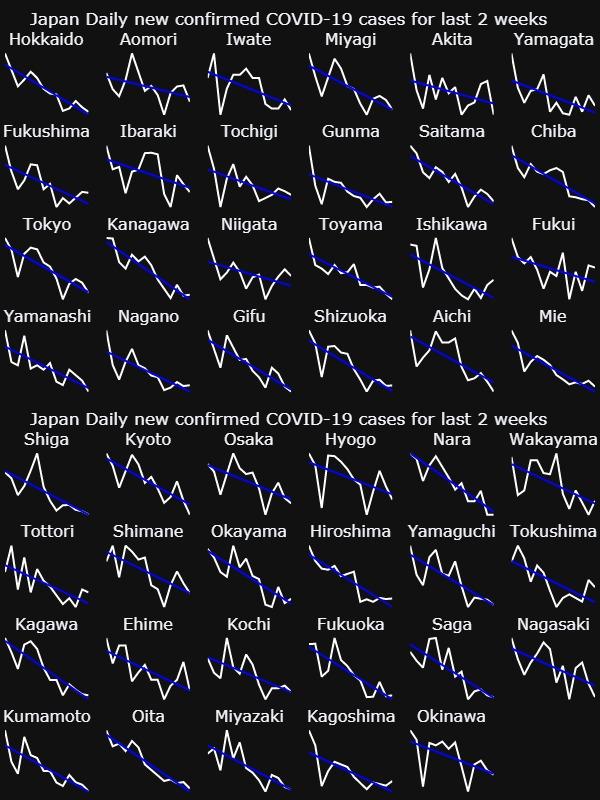 Japan Daily new confirmed COVID-19 cases for last 2 weeks
Hokkaido Aomori Iwate Miyagi Akita Yamagata
Fukushima Ibaraki Tochigi Gunma Saitama Chiba
Tokyo Kanagawa Niigata Toyama Ishikawa Fukui
Yamanashi Nagano Gifu Shizuoka Aichi Mie
Japan Daily new confirmed COVID-19 cases for last 2 weeks
Shiga Kyoto Osaka Hyogo Nara Wakayama
Tottori Shimane Okayama Hiroshima Yamaguchi Tokushima
Kagawa Ehime Kochi Fukuoka Saga Nagasaki
Kumamoto Oita Miyazaki Kagoshima Okinawa